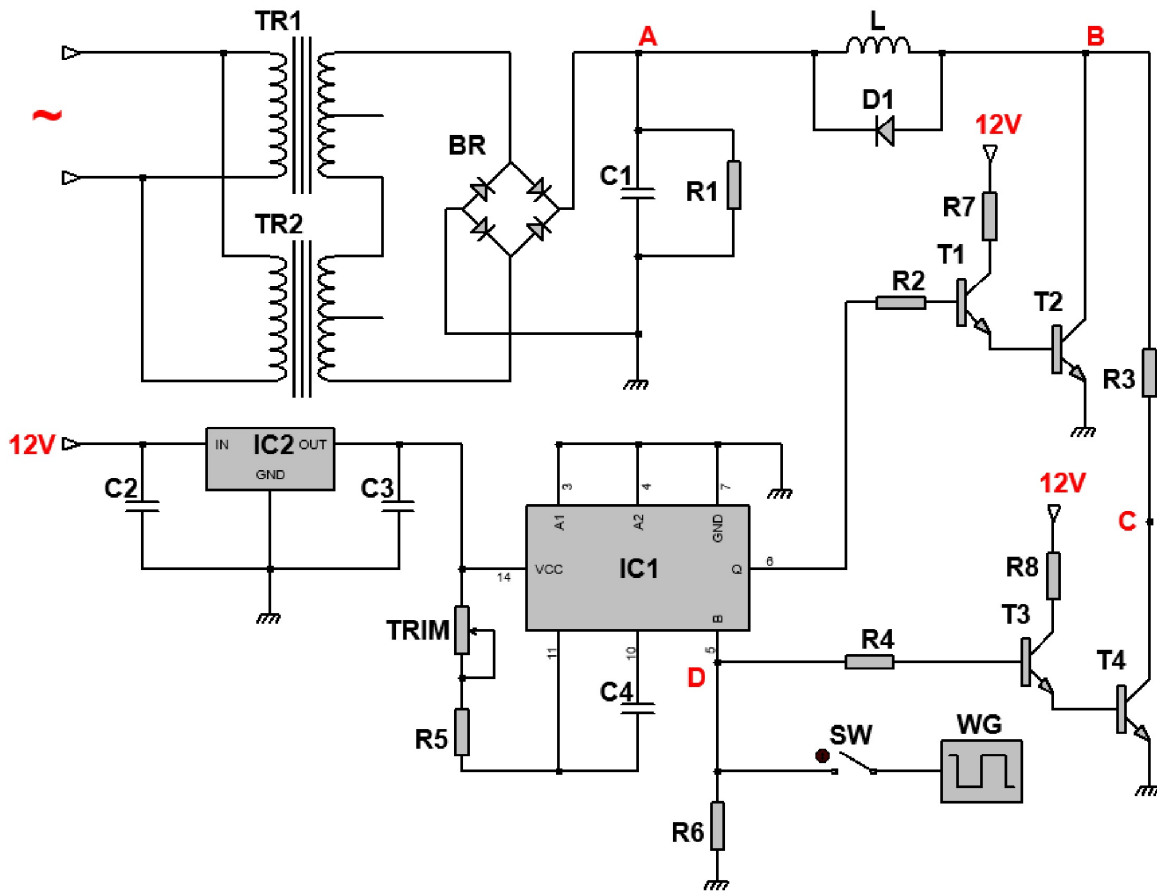 TR1
A
L
B
~
D1
12V
BR
C1
R1
R7
TR2
T1
R2
T2
R3
12V
IN
IC2
OUT
GND
C2
C3
12V
3
4
7
A1
A2
GND
C
14
VCC
IC1
Q
6
R8
B
TRIM
11
10
5
T3
R4
D
C4
T4
R5
SW
WG
R6